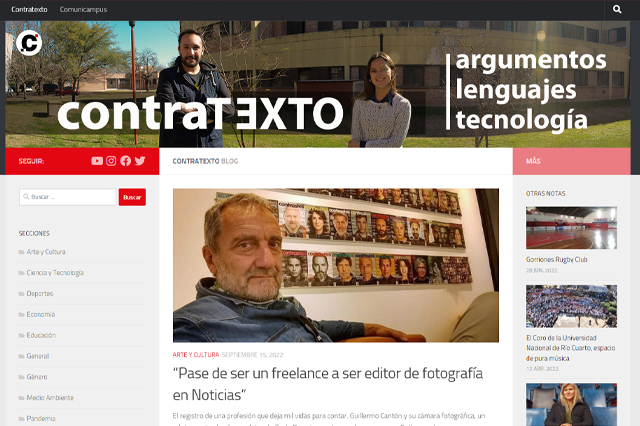 Contratexto
Comunicampus
contraTEXTO
argumentos
lenguajes
tecnología
SEGUIR:
CONTRATEXTO BLOG
MÁS
Buscar ...
Buscar
SECCIONES
Arte y Cultura
Ciencia y Tecnología
Deportes
Economía
Educación
General
Género
Medio Ambiente
Pandemia
ARTE Y CULTURA SEPTIEMBRE 15, 2022
“Pase de ser un freelance a ser editor de fotografía
en Noticias”
El registro de una profesión que deja mil vidas para contar. Guillermo Cantón y su cámara fotográfica, un
OTRAS NOTAS
Gorriones Rugby Club
28 JUN, 2022
El Coro de la Universidad
Nacional de Río Cuarto, espacio
de pura música
12 ABR, 2022